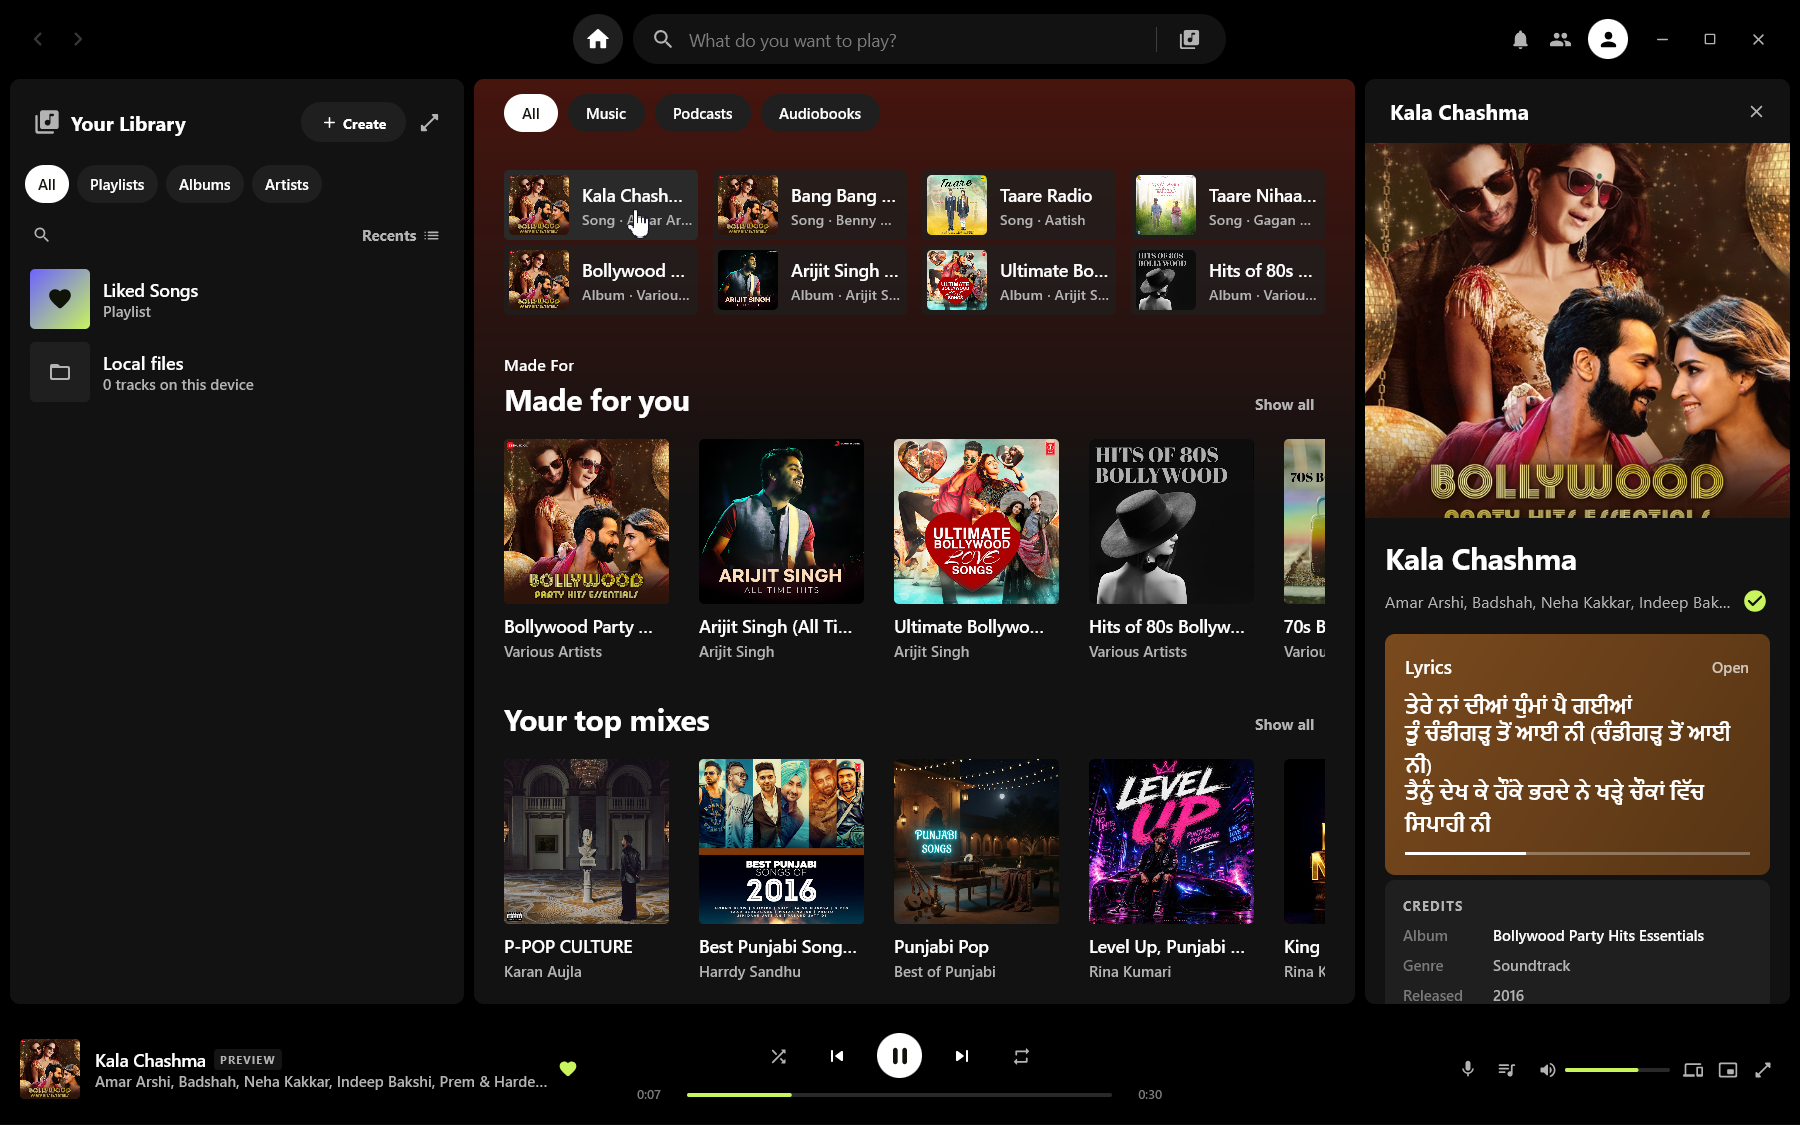 What do you want to play?
Your Library
Create
All
Playlists
Albums
Artists
Recents
Liked Songs
Playlist
Local files
0 tracks on this device
All
Music
Podcasts
Audiobooks
Kala Chash...
Song · Amar Ar...
Bang Bang ...
Song · Benny ...
Taare Radio
Song · Aatish
Taare Nihaa...
Song · Gagan ...
Bollywood ...
Album · Variou...
Arijit Singh ...
Album · Arijit S...
Ultimate Bo...
Album · Arijit S...
Hits of 80s ...
Album · Variou...
Made For
Made for you
Show all
BOLLYWOOD
PARTY HITS ESSENTIALS
ARIJIT SINGH
ALL TIME HITS
ULTIMATE
BOLLYWOOD
LOVE
SONGS
HITS OF 80S
BOLLYWOOD
70S B
Bollywood Party ...
Various Artists
Arijit Singh (All Ti...
Arijit Singh
Ultimate Bollywo...
Arijit Singh
Hits of 80s Bollyw...
Various Artists
70s B
Variou
Your top mixes
Show all
BEST PUNJABI
SONGS OF
2016
PUNJABI
SONGS
LEVEL
UP
PUNJABI
POP SONG
P-POP CULTURE
Karan Aujla
Best Punjabi Song...
Harrdy Sandhu
Punjabi Pop
Best of Punjabi
Level Up, Punjabi ...
Rina Kumari
King
Rina K
Kala Chashma
BOLLYWOOD
PARTY HITS ESSENTIALS
Kala Chashma
Amar Arshi, Badshah, Neha Kakkar, Indeep Bak...
Lyrics
Open
ਤੇਰੇ ਨਾਂ ਦੀਆਂ ਧੁੰਮਾਂ ਪੈ ਗਈਆਂ
ਤੂੰ ਚੰਡੀਗੜ੍ਹ ਤੋਂ ਆਈ ਨੀ (ਚੰਡੀਗੜ੍ਹ ਤੋਂ ਆਈ
ਨੀ)
ਤੈਨੂੰ ਦੇਖ ਕੇ ਹੌਂਕੇ ਭਰਦੇ ਨੇ ਖੜ੍ਹੇ ਚੌਂਕਾਂ ਵਿੱਚ
ਸਿਪਾਹੀ ਨੀ
CREDITS
Album
Bollywood Party Hits Essentials
Genre
Soundtrack
Released
2016
Kala Chashma
PREVIEW
Amar Arshi, Badshah, Neha Kakkar, Indeep Bakshi, Prem & Harde...
0:07
0:30